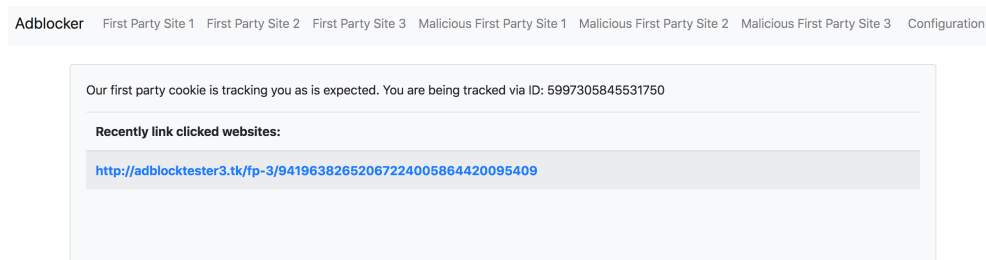 Adblocker First Party Site 1 First Party Site 2 First Party Site 3 Malicious First Party Site 1 Malicious First Party Site 2 Malicious First Party Site 3 Configuration
Our first party cookie is tracking you as is expected. You are being tracked via ID: 5997305845531750
Recently link clicked websites:
http://adblocktester3.tk/fp-3/94196382652067224005864420095409